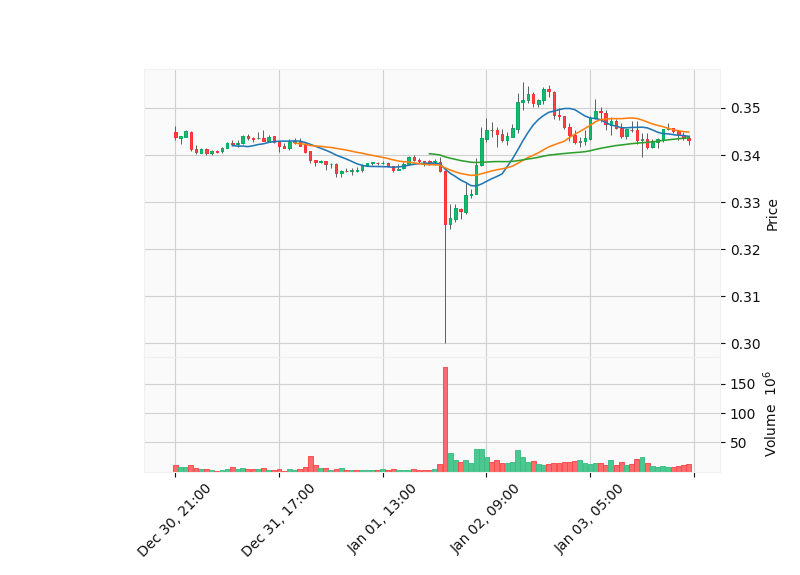 0.35
0.34
0.33
0.32
0.31
0.30
Price
150
100
50
Volume 10^6
Dec 30, 21:00
Dec 31, 17:00
Jan 01, 13:00
Jan 02, 09:00
Jan 03, 05:00